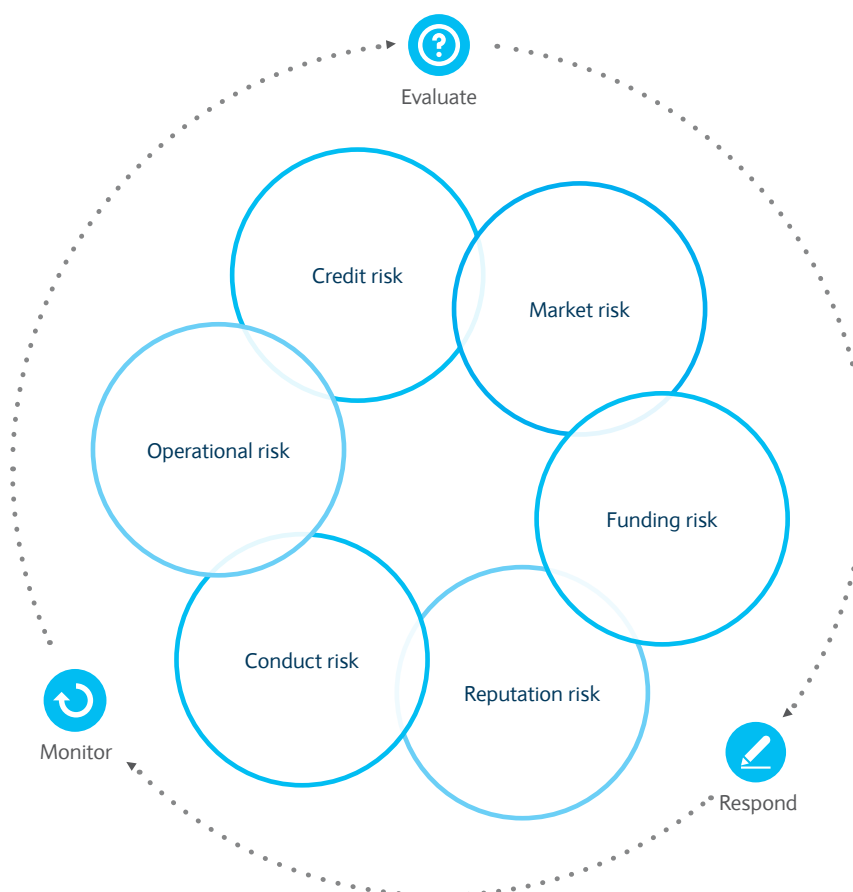 Evaluate
Credit risk
Market risk
Operational risk
Funding risk
Conduct risk
Reputation risk
Monitor
Respond